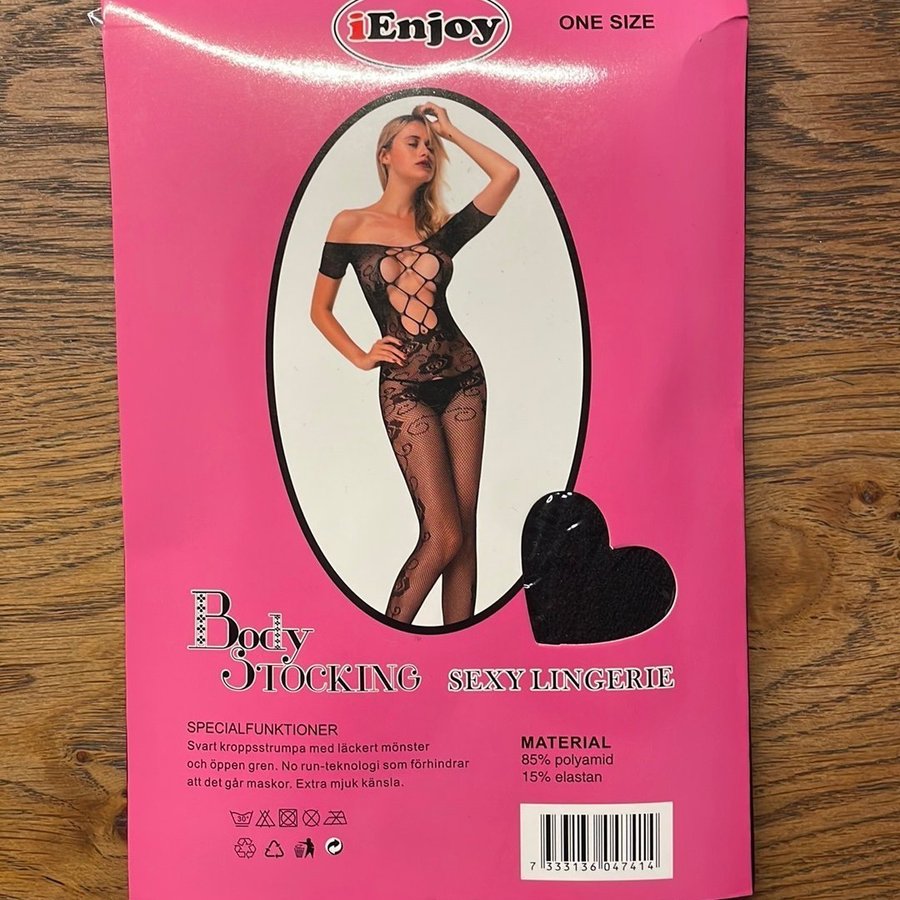 iEnjoy
ONE SIZE
Body
STOCKING
SEXY LINGERIE
SPECIALFUNKTIONER
Svart kroppsstrumpa med läckert mönster
och öppen gren. No run-teknologi som förhindrar
att det går maskor. Extra mjuk känsla.
MATERIAL
85% polyamid
15% elastan
30°
7 333136 047414